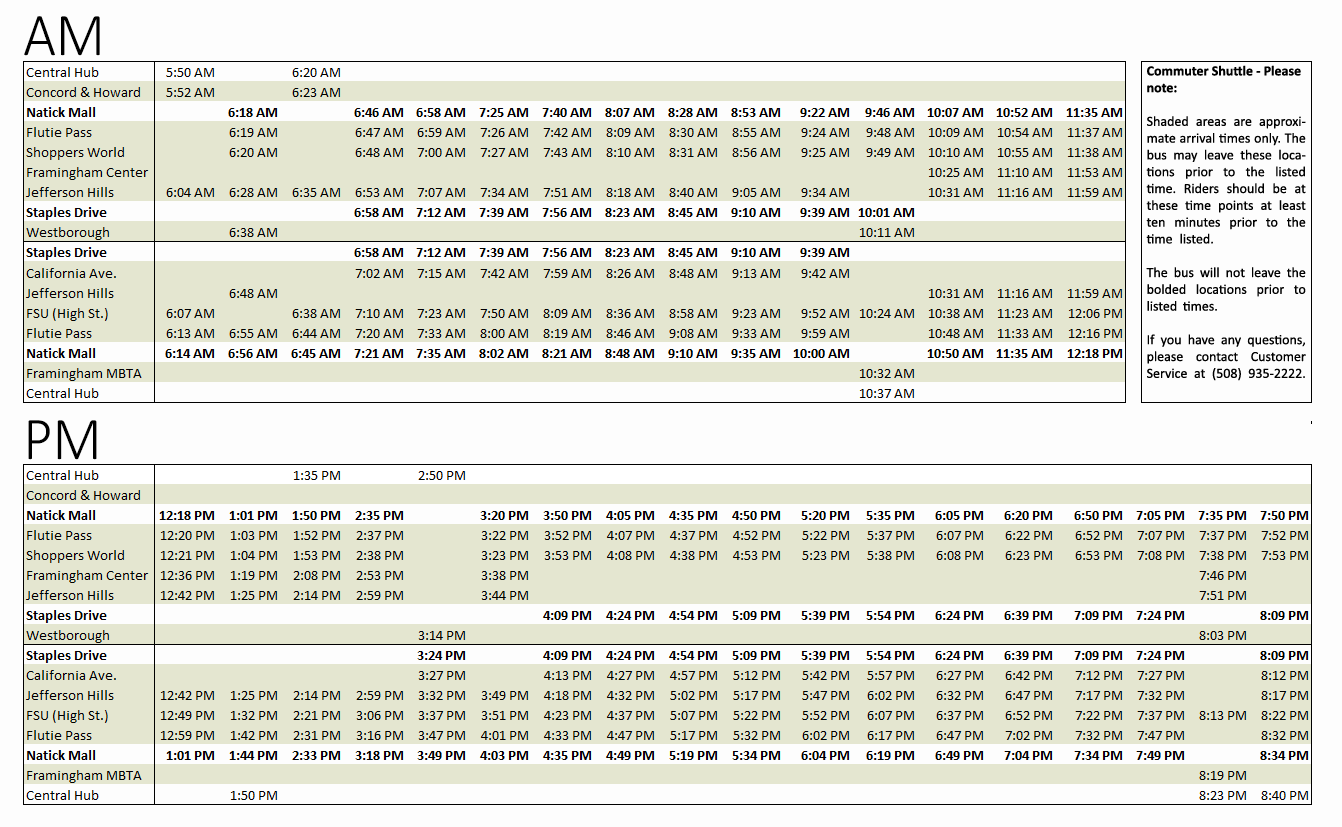 AM
Central Hub 5:50 AM 6:20 AM
Concord & Howard 5:52 AM 6:23 AM
Natick Mall 6:18 AM 6:46 AM 6:58 AM 7:25 AM 7:40 AM 8:07 AM 8:28 AM 8:53 AM 9:22 AM 9:46 AM 10:07 AM 10:52 AM 11:35 AM
Flutie Pass 6:19 AM 6:47 AM 6:59 AM 7:26 AM 7:42 AM 8:09 AM 8:30 AM 8:55 AM 9:24 AM 9:48 AM 10:09 AM 10:54 AM 11:37 AM
Shoppers World 6:20 AM 6:48 AM 7:00 AM 7:27 AM 7:43 AM 8:10 AM 8:31 AM 8:56 AM 9:25 AM 9:49 AM 10:10 AM 10:55 AM 11:38 AM
Framingham Center 10:25 AM 11:10 AM 11:53 AM
Jefferson Hills 6:04 AM 6:28 AM 6:35 AM 6:53 AM 7:07 AM 7:34 AM 7:51 AM 8:18 AM 8:40 AM 9:05 AM 9:34 AM 10:31 AM 11:16 AM 11:59 AM
Staples Drive 6:58 AM 7:12 AM 7:39 AM 7:56 AM 8:23 AM 8:45 AM 9:10 AM 9:39 AM 10:01 AM
Westborough 6:38 AM 10:11 AM
Staples Drive 6:58 AM 7:12 AM 7:39 AM 7:56 AM 8:23 AM 8:45 AM 9:10 AM 9:39 AM
California Ave. 7:02 AM 7:15 AM 7:42 AM 7:59 AM 8:26 AM 8:48 AM 9:13 AM 9:42 AM
Jefferson Hills 6:48 AM 10:31 AM 11:16 AM 11:59 AM
FSU (High St.) 6:07 AM 6:38 AM 7:10 AM 7:23 AM 7:50 AM 8:09 AM 8:36 AM 8:58 AM 9:23 AM 9:52 AM 10:24 AM 10:38 AM 11:23 AM 12:06 PM
Flutie Pass 6:13 AM 6:55 AM 6:44 AM 7:20 AM 7:33 AM 8:00 AM 8:19 AM 8:46 AM 9:08 AM 9:33 AM 9:59 AM 10:48 AM 11:33 AM 12:16 PM
Natick Mall 6:14 AM 6:56 AM 6:45 AM 7:21 AM 7:35 AM 8:02 AM 8:21 AM 8:48 AM 9:10 AM 9:35 AM 10:00 AM 10:50 AM 11:35 AM 12:18 PM
Framingham MBTA 10:32 AM
Central Hub 10:37 AM
Commuter Shuttle - Please
note:
Shaded areas are approxi-
mate arrival times only. The
bus may leave these loca-
tions prior to the listed
time. Riders should be at
these time points at least
ten minutes prior to the
time listed.
The bus will not leave the
bolded locations prior to
listed times.
If you have any questions,
please contact Customer
Service at (508) 935-2222.
PM
Central Hub 1:35 PM 2:50 PM
Concord & Howard
Natick Mall 12:18 PM 1:01 PM 1:50 PM 2:35 PM 3:20 PM 3:50 PM 4:05 PM 4:35 PM 4:50 PM 5:20 PM 5:35 PM 6:05 PM 6:20 PM 6:50 PM 7:05 PM 7:35 PM 7:50 PM
Flutie Pass 12:20 PM 1:03 PM 1:52 PM 2:37 PM 3:22 PM 3:52 PM 4:07 PM 4:37 PM 4:52 PM 5:22 PM 5:37 PM 6:07 PM 6:22 PM 6:52 PM 7:07 PM 7:37 PM 7:52 PM
Shoppers World 12:21 PM 1:04 PM 1:53 PM 2:38 PM 3:23 PM 3:53 PM 4:08 PM 4:38 PM 4:53 PM 5:23 PM 5:38 PM 6:08 PM 6:23 PM 6:53 PM 7:08 PM 7:38 PM 7:53 PM
Framingham Center 12:36 PM 1:19 PM 2:08 PM 2:53 PM 3:38 PM 7:46 PM
Jefferson Hills 12:42 PM 1:25 PM 2:14 PM 2:59 PM 3:44 PM 7:51 PM
Staples Drive 4:09 PM 4:24 PM 4:54 PM 5:09 PM 5:39 PM 5:54 PM 6:24 PM 6:39 PM 7:09 PM 7:24 PM 8:09 PM
Westborough 3:14 PM 8:03 PM
Staples Drive 3:24 PM 4:09 PM 4:24 PM 4:54 PM 5:09 PM 5:39 PM 5:54 PM 6:24 PM 6:39 PM 7:09 PM 7:24 PM 8:09 PM
California Ave. 3:27 PM 4:13 PM 4:27 PM 4:57 PM 5:12 PM 5:42 PM 5:57 PM 6:27 PM 6:42 PM 7:12 PM 7:27 PM 8:12 PM
Jefferson Hills 12:42 PM 1:25 PM 2:14 PM 2:59 PM 3:32 PM 3:49 PM 4:18 PM 4:32 PM 5:02 PM 5:17 PM 5:47 PM 6:02 PM 6:32 PM 6:47 PM 7:17 PM 7:32 PM 8:17 PM
FSU (High St.) 12:49 PM 1:32 PM 2:21 PM 3:06 PM 3:37 PM 3:51 PM 4:23 PM 4:37 PM 5:07 PM 5:22 PM 5:52 PM 6:07 PM 6:37 PM 6:52 PM 7:22 PM 7:37 PM 8:13 PM 8:22 PM
Flutie Pass 12:59 PM 1:42 PM 2:31 PM 3:16 PM 3:47 PM 4:01 PM 4:33 PM 4:47 PM 5:17 PM 5:32 PM 6:02 PM 6:17 PM 6:47 PM 7:02 PM 7:32 PM 7:47 PM 8:32 PM
Natick Mall 1:01 PM 1:44 PM 2:33 PM 3:18 PM 3:49 PM 4:03 PM 4:35 PM 4:49 PM 5:19 PM 5:34 PM 6:04 PM 6:19 PM 6:49 PM 7:04 PM 7:34 PM 7:49 PM 8:34 PM
Framingham MBTA 8:19 PM
Central Hub 1:50 PM 8:23 PM 8:40 PM